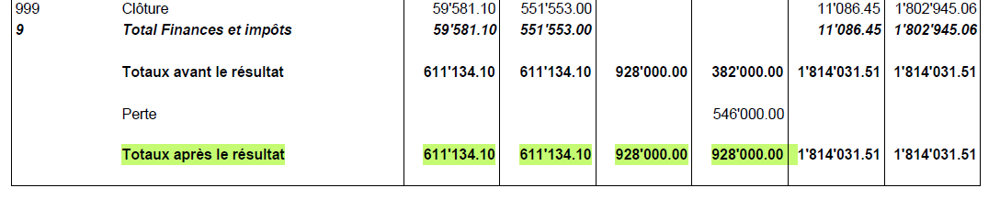 999 Clôture 59'581.10 551'553.00 11'086.45 1'802'945.06
9 Total Finances et impôts 59'581.10 551'553.00 11'086.45 1'802'945.06
Totaux avant le résultat 611'134.10 611'134.10 928'000.00 382'000.00 1'814'031.51 1'814'031.51
Perte 546'000.00
Totaux après le résultat 611'134.10 611'134.10 928'000.00 928'000.00 1'814'031.51 1'814'031.51